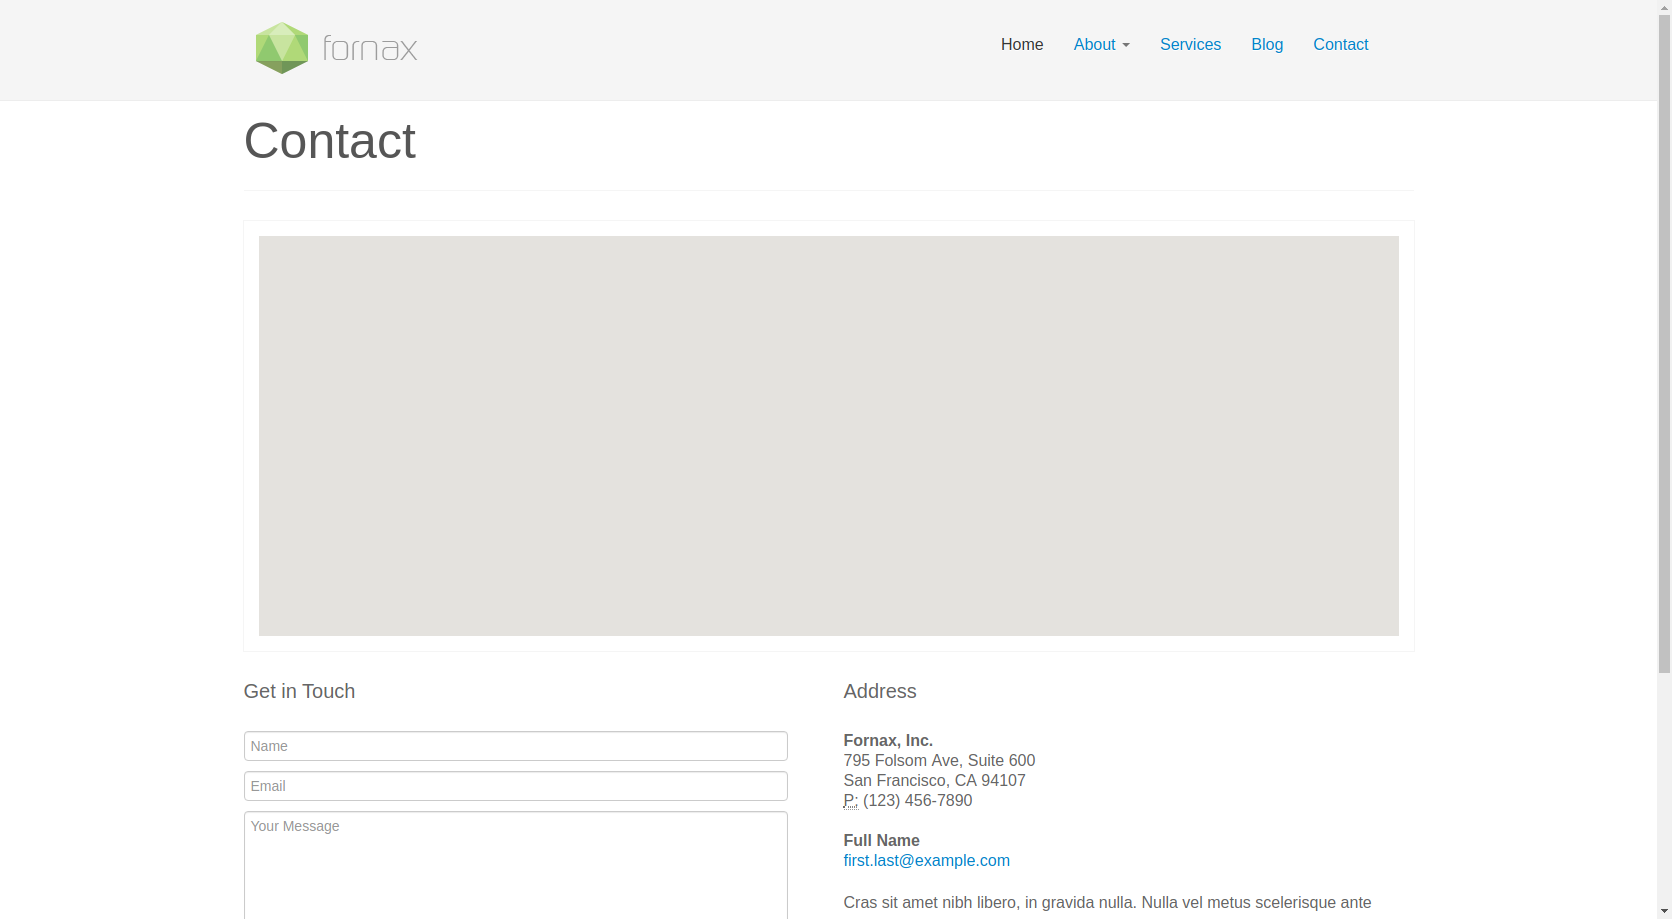 fornax
Home About Services Blog Contact
Contact
Get in Touch
Name
Email
Your Message
Address
Fornax, Inc.
795 Folsom Ave, Suite 600
San Francisco, CA 94107
P: (123) 456-7890
Full Name
first.last@example.com
Cras sit amet nibh libero, in gravida nulla. Nulla vel metus scelerisque ante